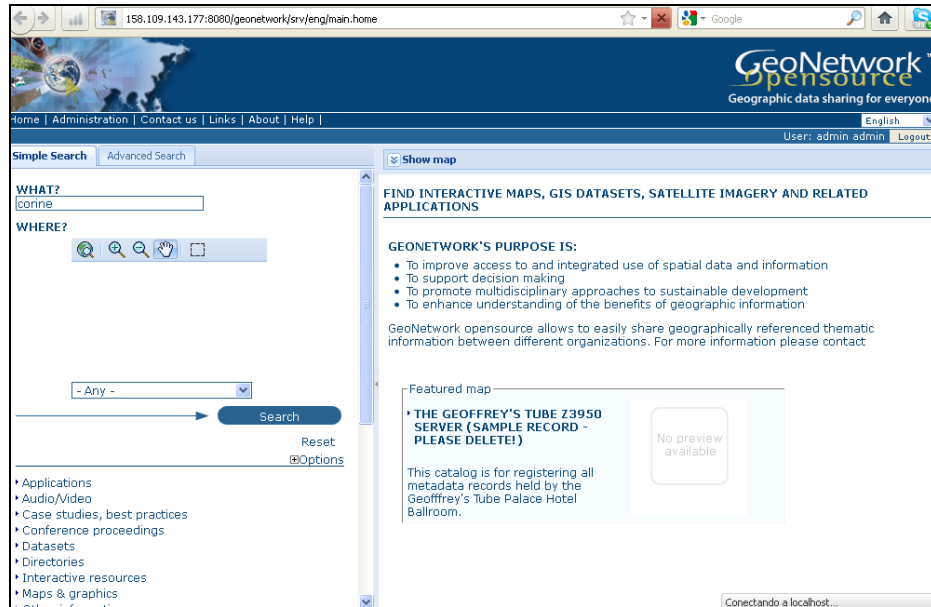 158.109.143.177:8080/geonetwork/srv/eng/main.home
Google
GeoNetwork™
Opensource
Geographic data sharing for everyone
Home | Administration | Contact us | Links | About | Help |
English
User: admin admin Logout
Simple Search Advanced Search
WHAT?
corine
WHERE?
- Any -
Search
Reset
Options
Applications
Audio/Video
Case studies, best practices
Conference proceedings
Datasets
Directories
Interactive resources
Maps & graphics
Show map
FIND INTERACTIVE MAPS, GIS DATASETS, SATELLITE IMAGERY AND RELATED
APPLICATIONS
GEONETWORK'S PURPOSE IS:
• To improve access to and integrated use of spatial data and information
• To support decision making
• To promote multidisciplinary approaches to sustainable development
• To enhance understanding of the benefits of geographic information
GeoNetwork opensource allows to easily share geographically referenced thematic
information between different organizations. For more information please contact
Featured map
THE GEOFFREY'S TUBE Z3950
SERVER (SAMPLE RECORD -
PLEASE DELETE!)
No preview
available
This catalog is for registering all
metadata records held by the
Geofffrey's Tube Palace Hotel
Ballroom.
Conectando a localhost...